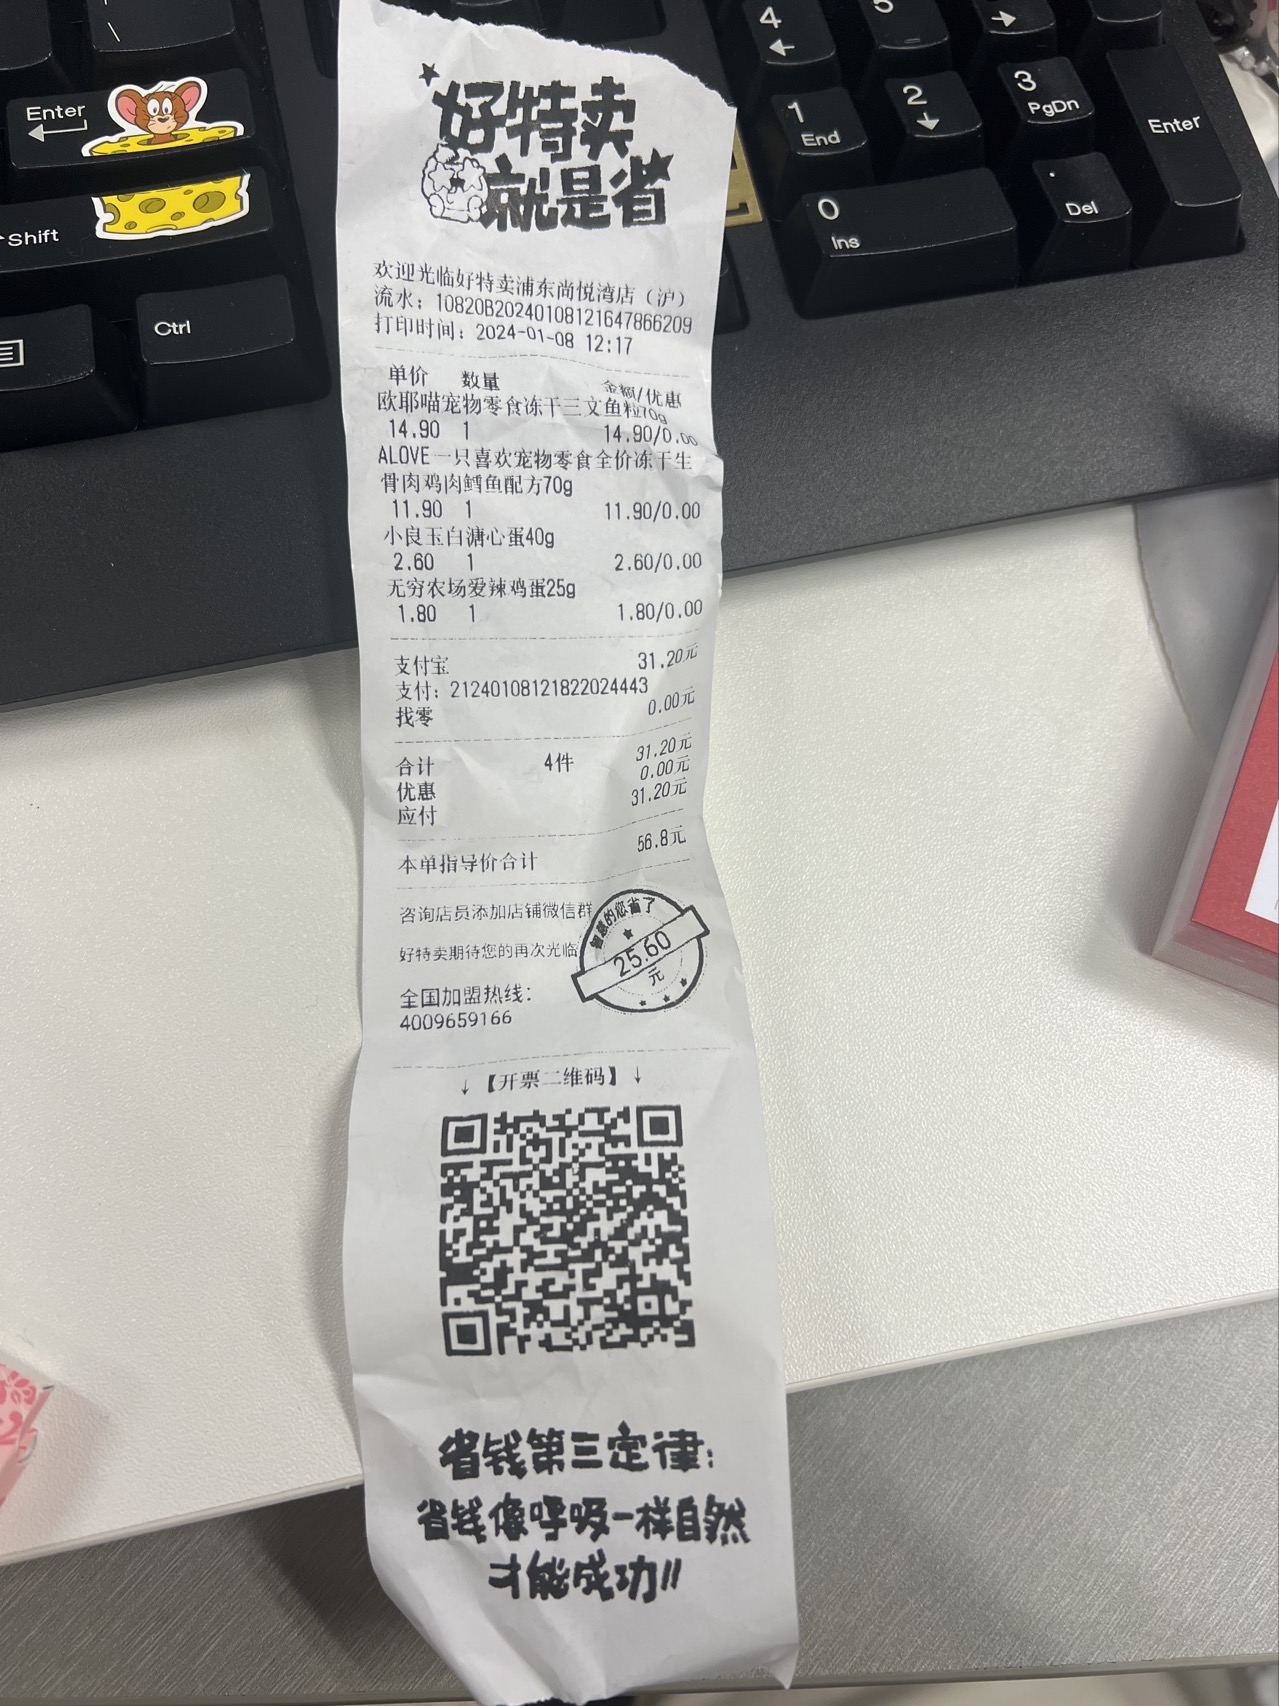 4
5
1
End
2
3
PgDn
Enter
0
Ins
Del
Enter
Shift
Ctrl
\
好特卖
就是省
欢迎光临好特卖浦东尚悦湾店（沪）
流水：10820B20240108121647866209
打印时间：2024-01-08 12:17
单价 数量 金额/优惠
欧耶喵宠物零食冻干三文鱼粒70g
14.90 1 14.90/0.00
ALOVE一只喜欢宠物零食全价冻干生
骨肉鸡肉鳕鱼配方70g
11.90 1 11.90/0.00
小良玉白溏心蛋40g
2.60 1 2.60/0.00
无穷农场爱辣鸡蛋25g
1.80 1 1.80/0.00
支付宝 31.20元
支付：21240108121822024443
找零 0.00元
合计 4件 31.20元
优惠 0.00元
应付 31.20元
本单指导价合计 56.8元
咨询店员添加店铺微信群
好特卖期待您的再次光临
的您省了
25.60
元
全国加盟热线：
4009659166
↓【开票二维码】↓
省钱第三定律：
省钱像呼吸一样自然
才能成功!!